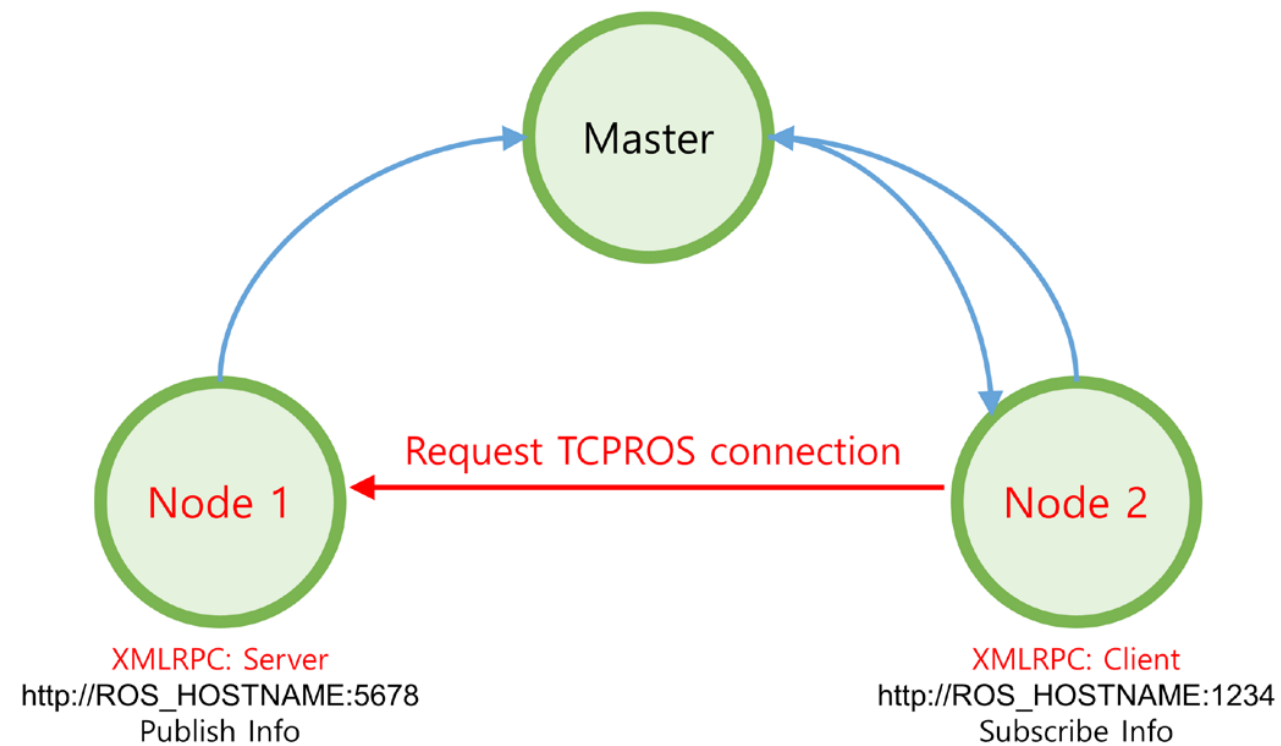 Master
Request TCPROS connection
Node 1
Node 2
XMLRPC: Server
http://ROS_HOSTNAME:5678
Publish Info
XMLRPC: Client
http://ROS_HOSTNAME:1234
Subscribe Info